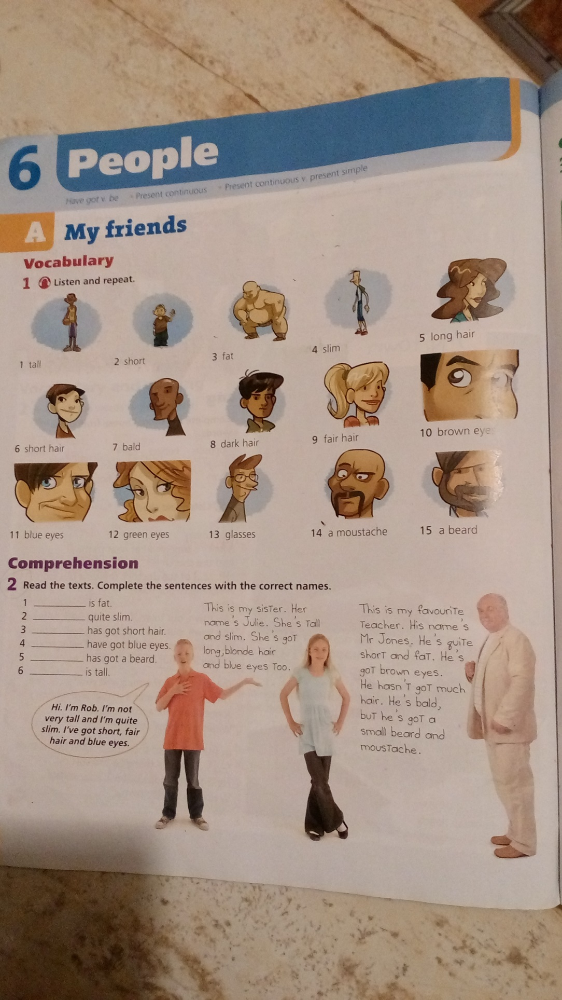 6 People
Have got v. be • Present continuous • Present continuous v. present simple
A My friends
Vocabulary
1 Listen and repeat.
1 tall
2 short
3 fat
4 slim
5 long hair
6 short hair
7 bald
8 dark hair
9 fair hair
10 brown eye
11 blue eyes
12 green eyes
13 glasses
14 a moustache
15 a beard
Comprehension
2 Read the texts. Complete the sentences with the correct names.
1 __________ is fat.
2 __________ quite slim.
3 __________ has got short hair.
4 __________ have got blue eyes.
5 __________ has got a beard.
6 __________ is tall.
Hi. I'm Rob. I'm not
very tall and I'm quite
slim. I've got short, fair
hair and blue eyes.
This is my sister. Her
name's Julie. She's tall
and slim. She's got
long, blonde hair
and blue eyes too.
This is my favourite
teacher. His name's
Mr Jones. He's quite
short and fat. He's
got brown eyes.
He hasn't got much
hair. He's bald,
but he's got a
small beard and
moustache.